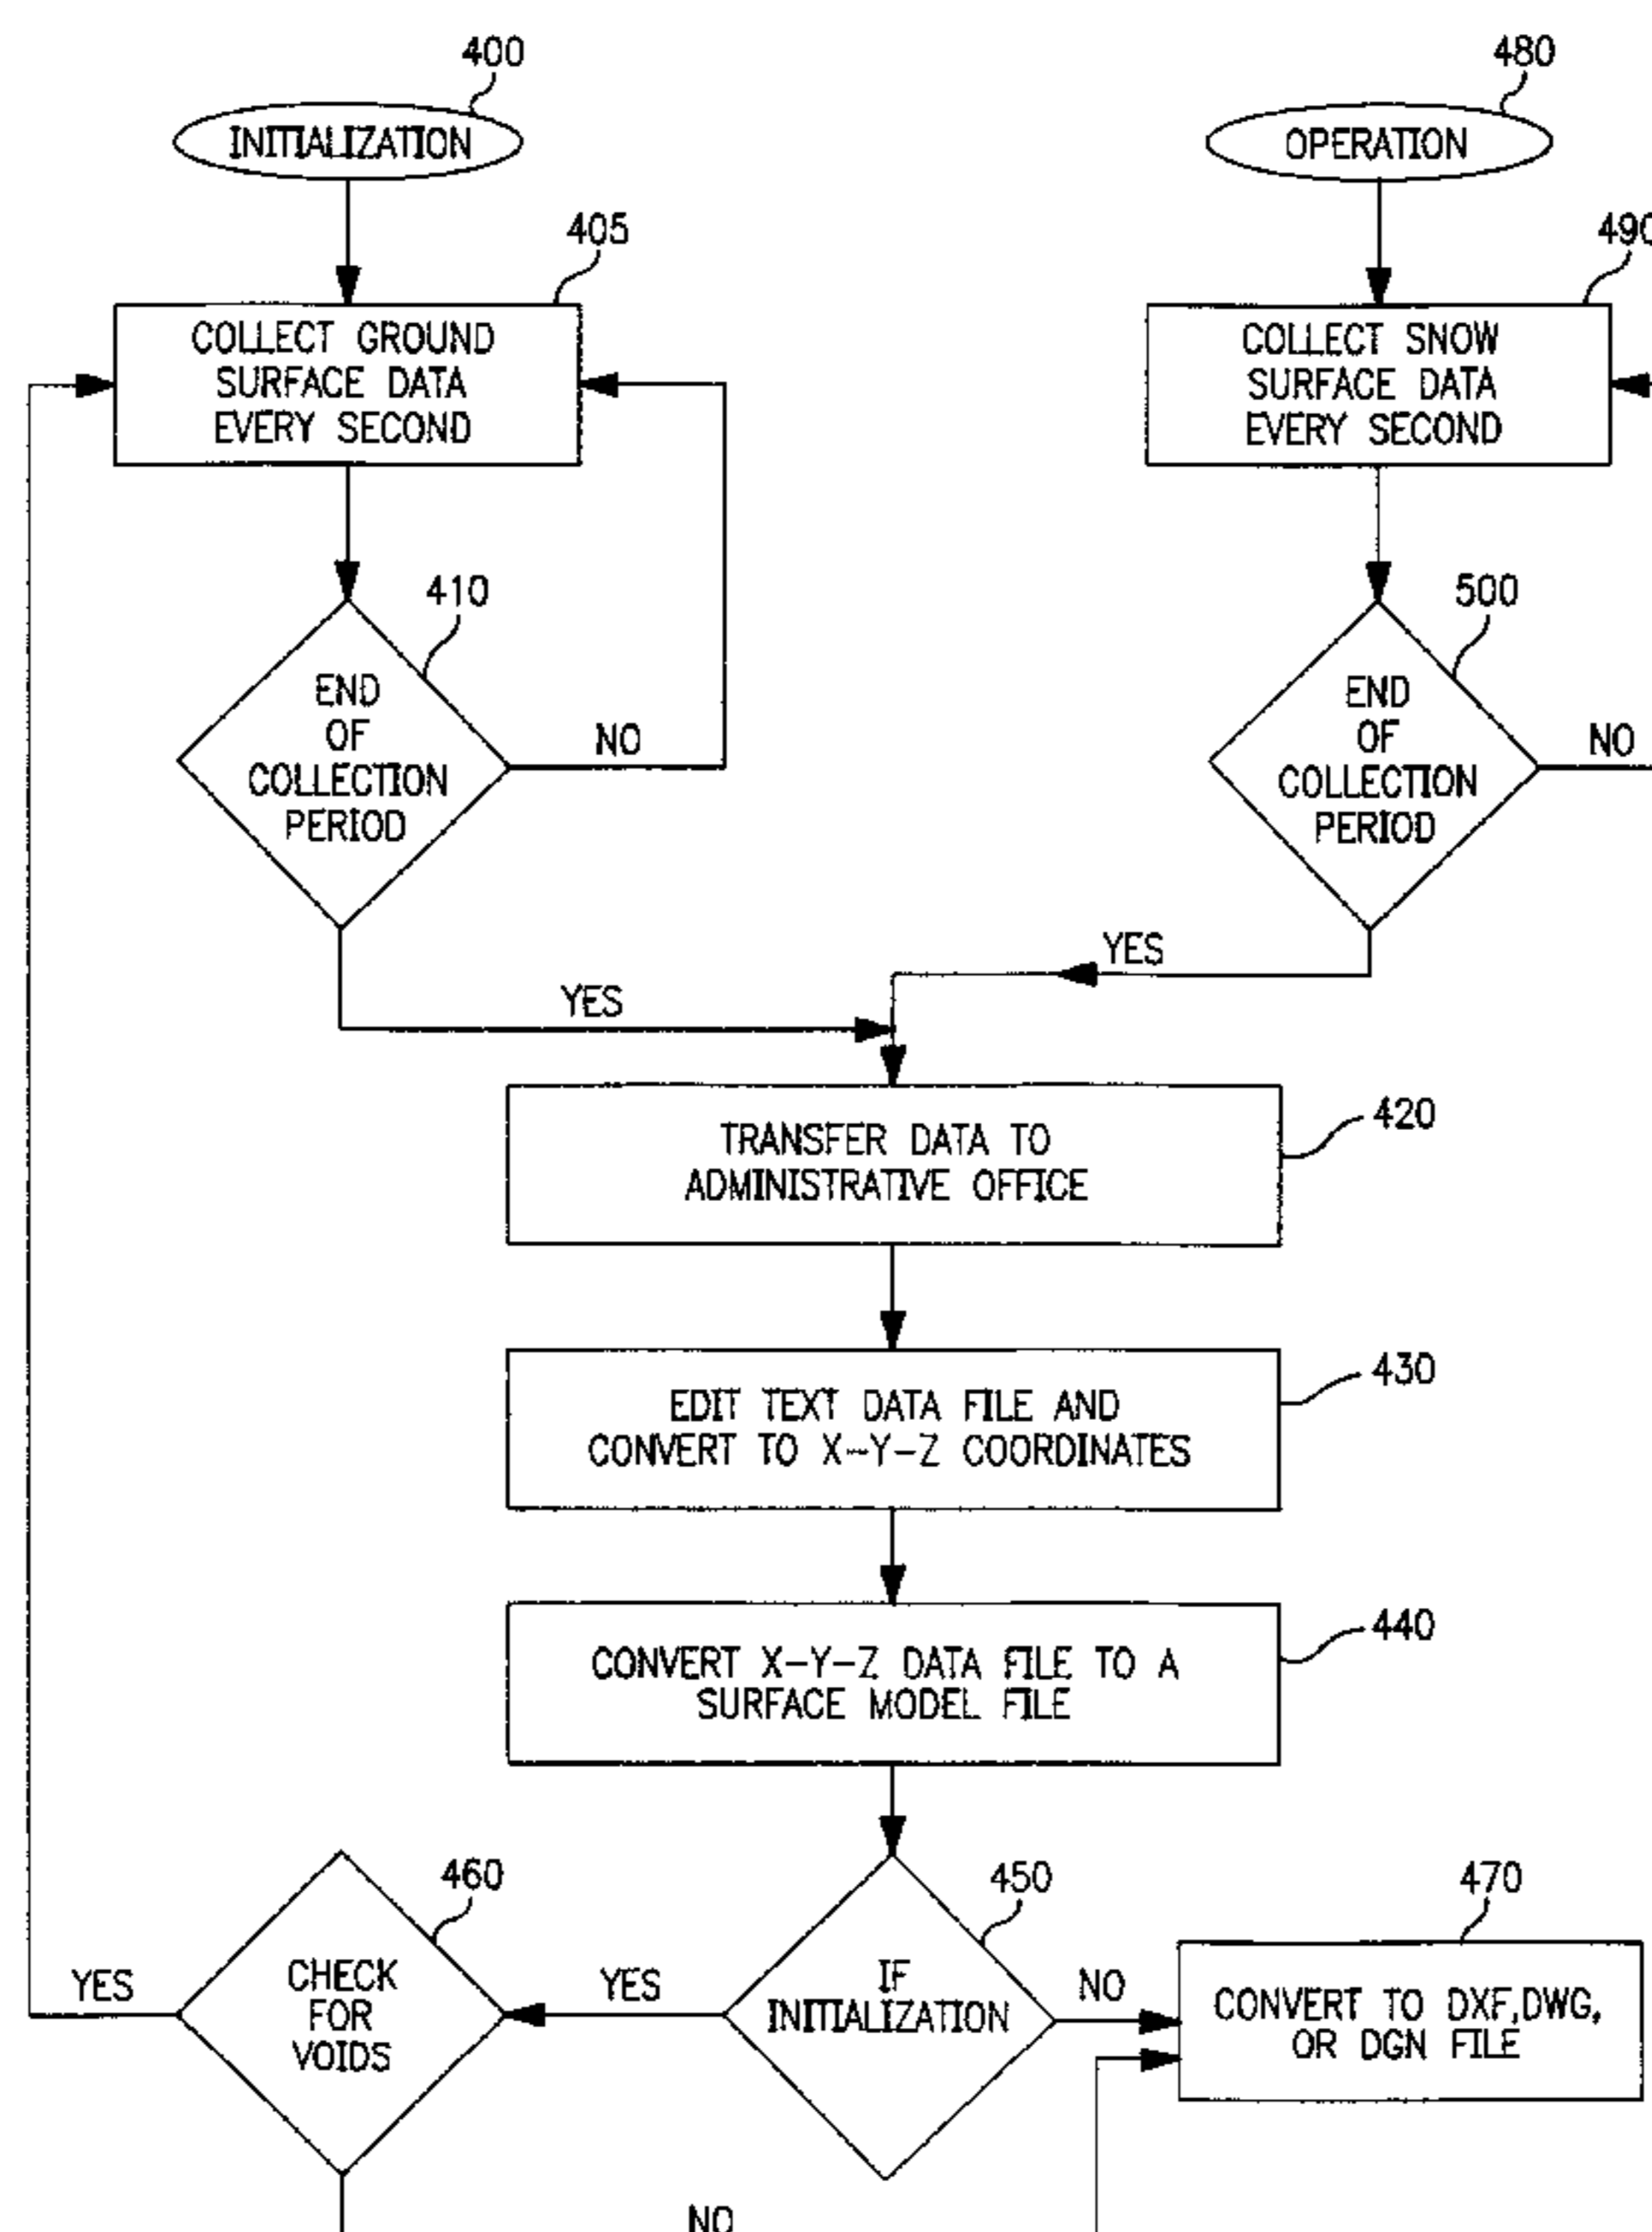 400
INITIALIZATION
480
OPERATION
405
COLLECT GROUND
SURFACE DATA
EVERY SECOND
490
COLLECT SNOW
SURFACE DATA
EVERY SECOND
410
END
OF
COLLECTION
PERIOD
NO
500
END
OF
COLLECTION
PERIOD
NO
YES
YES
420
TRANSFER DATA TO
ADMINISTRATIVE OFFICE
430
EDIT TEXT DATA FILE AND
CONVERT TO X-Y-Z COORDINATES
440
CONVERT X-Y-Z DATA FILE TO A
SURFACE MODEL FILE
460
CHECK
FOR
VOIDS
YES
YES
450
IF
INITIALIZATION
NO
470
CONVERT TO DXF,DWG,
OR DGN FILE
NO